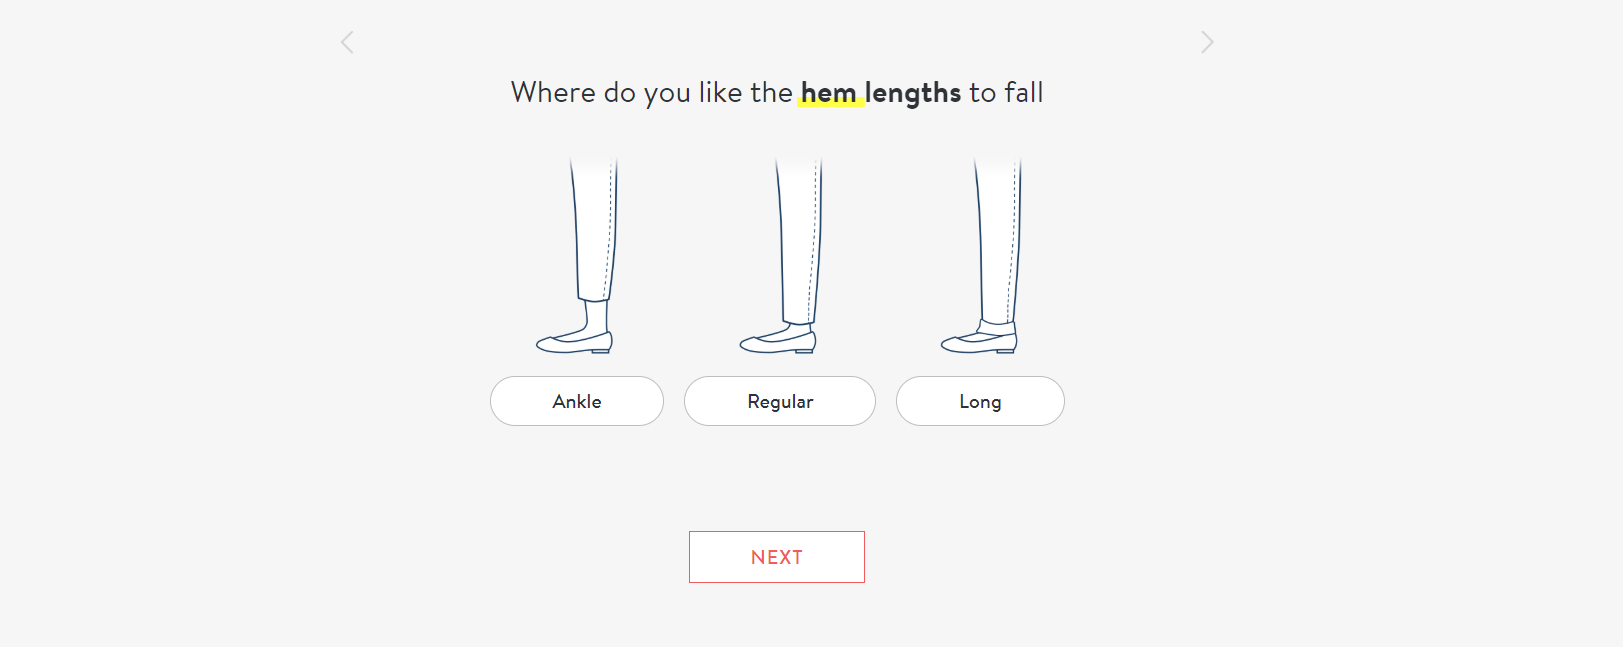 Where do you like the hem lengths to fall
Ankle
Regular
Long
NEXT